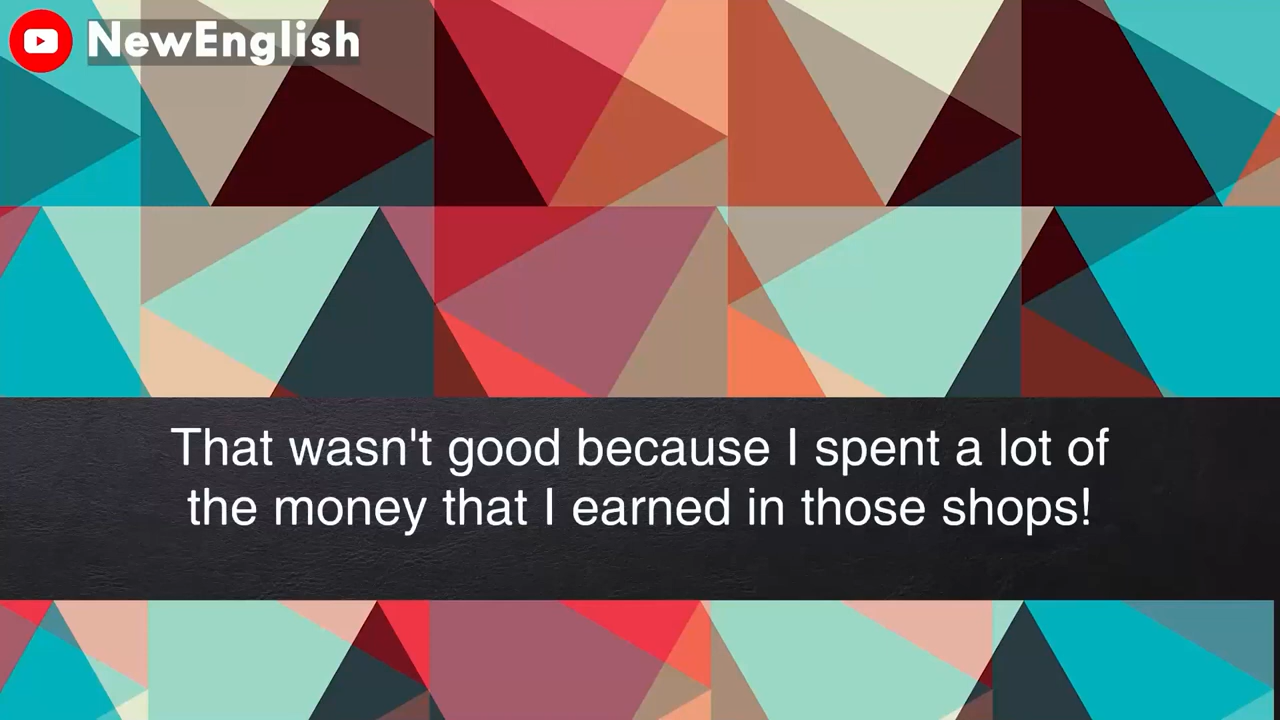 NewEnglish
That wasn't good because I spent a lot of
the money that I earned in those shops!